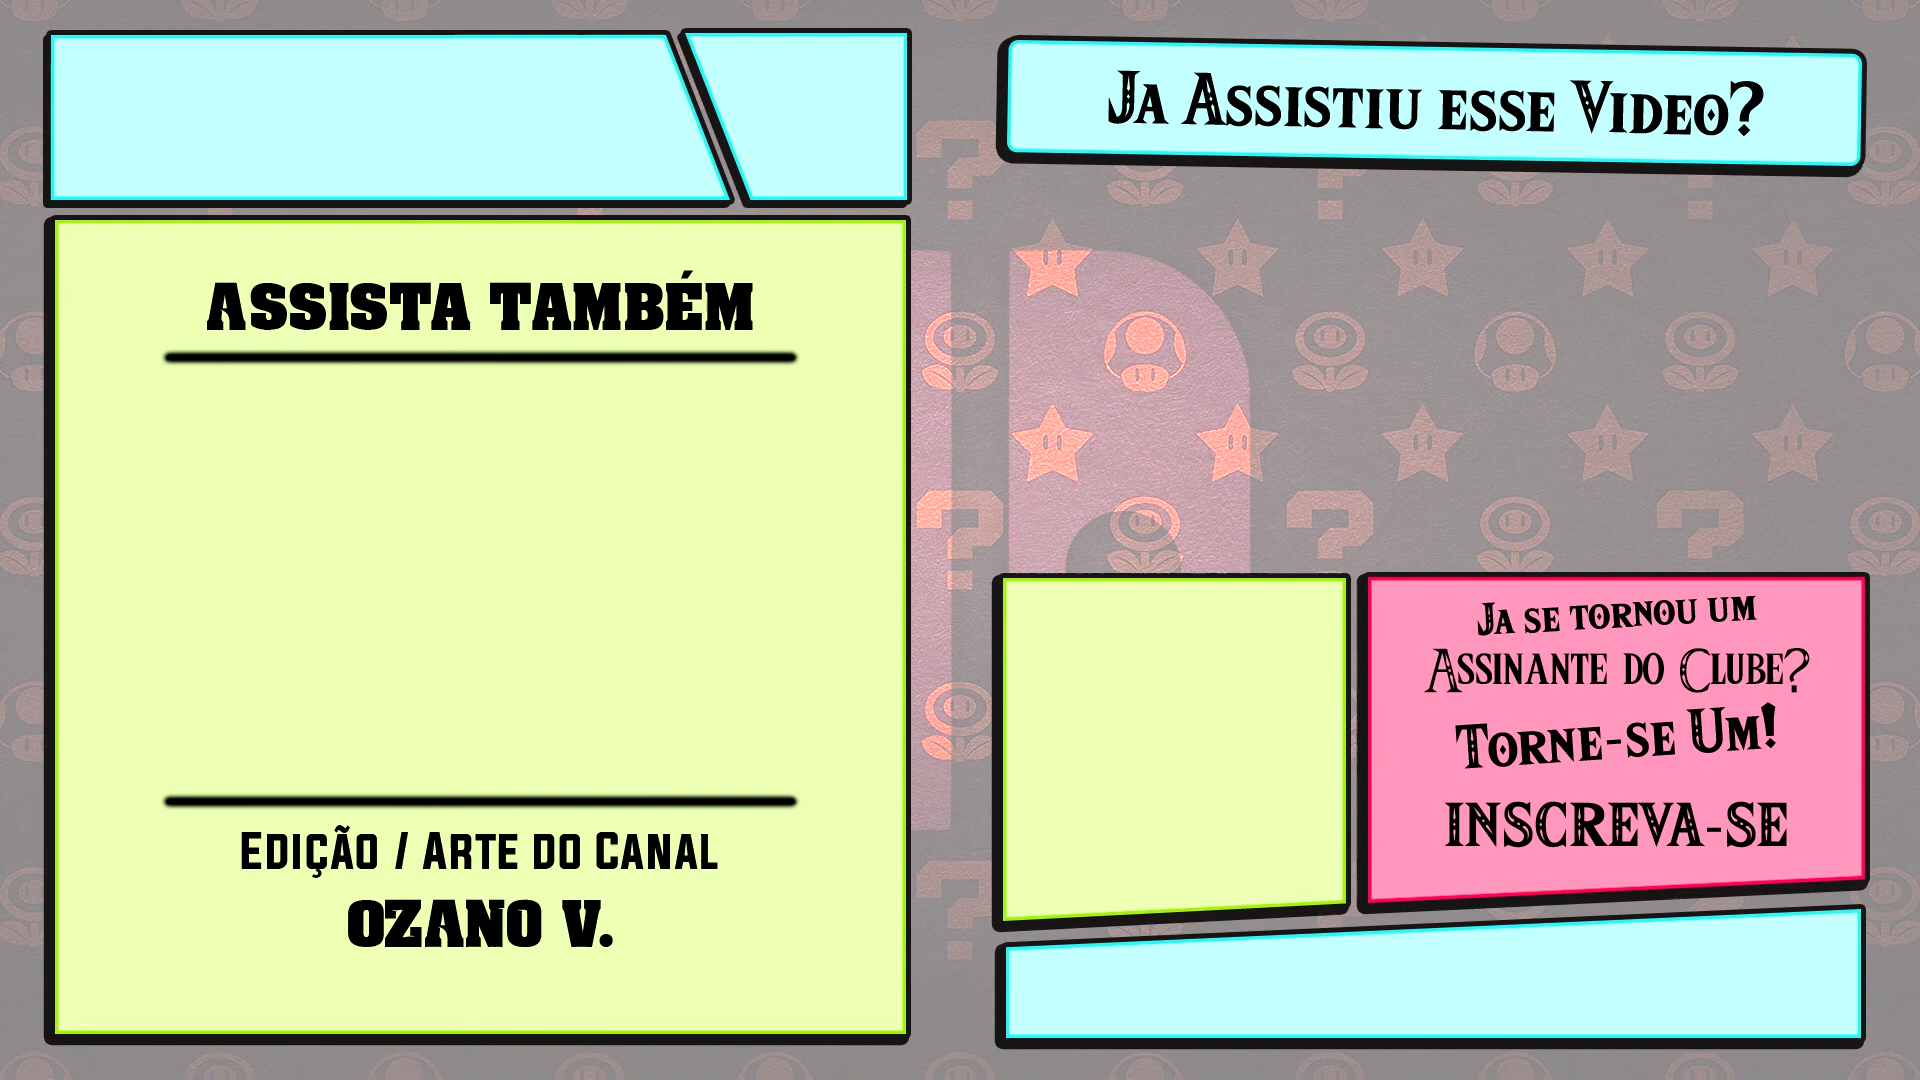 ASSISTA TAMBÉM
EDIÇÃO / ARTE DO CANAL
OZANO V.
JA ASSISTIU ESSE VIDEO?
JA SE TORNOU UM
ASSINANTE DO CLUBE?
TORNE-SE UM!
INSCREVA-SE